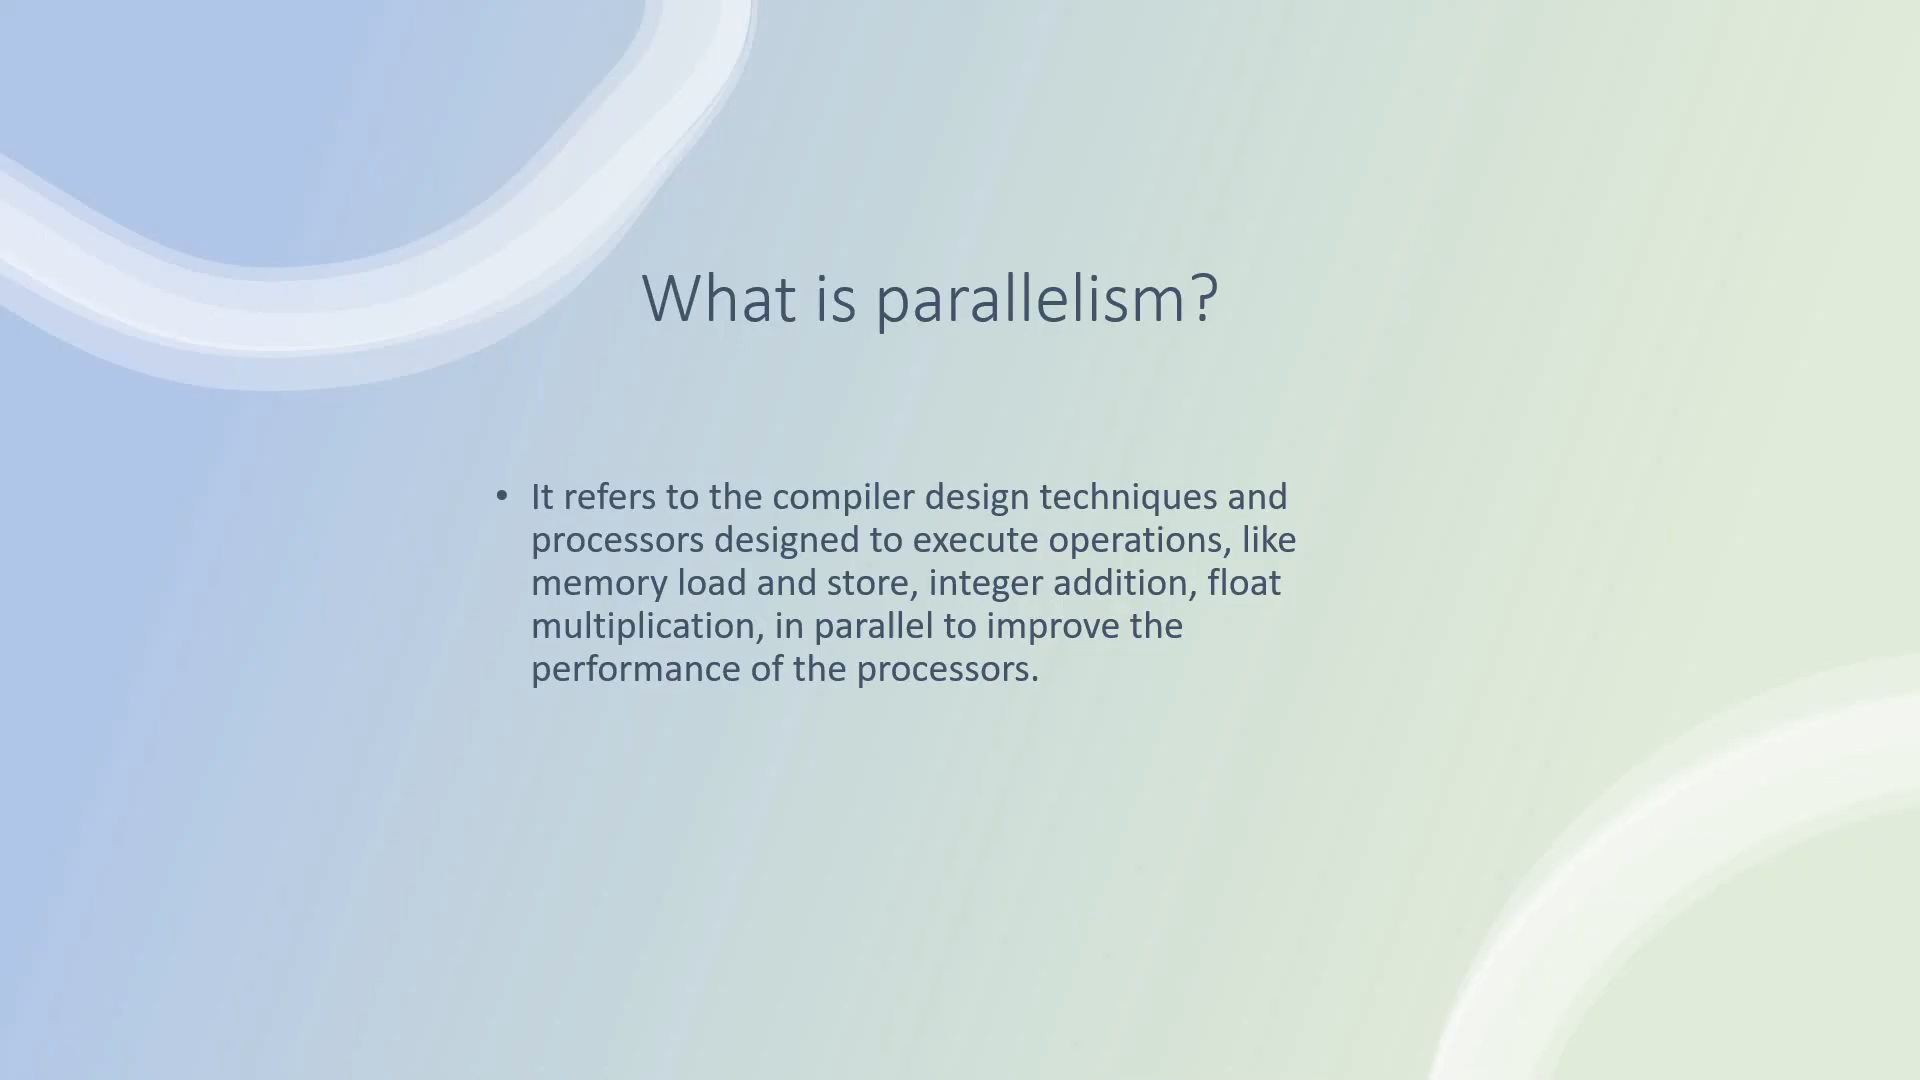 What is parallelism?
• It refers to the compiler design techniques and
processors designed to execute operations, like
memory load and store, integer addition, float
multiplication, in parallel to improve the
performance of the processors.